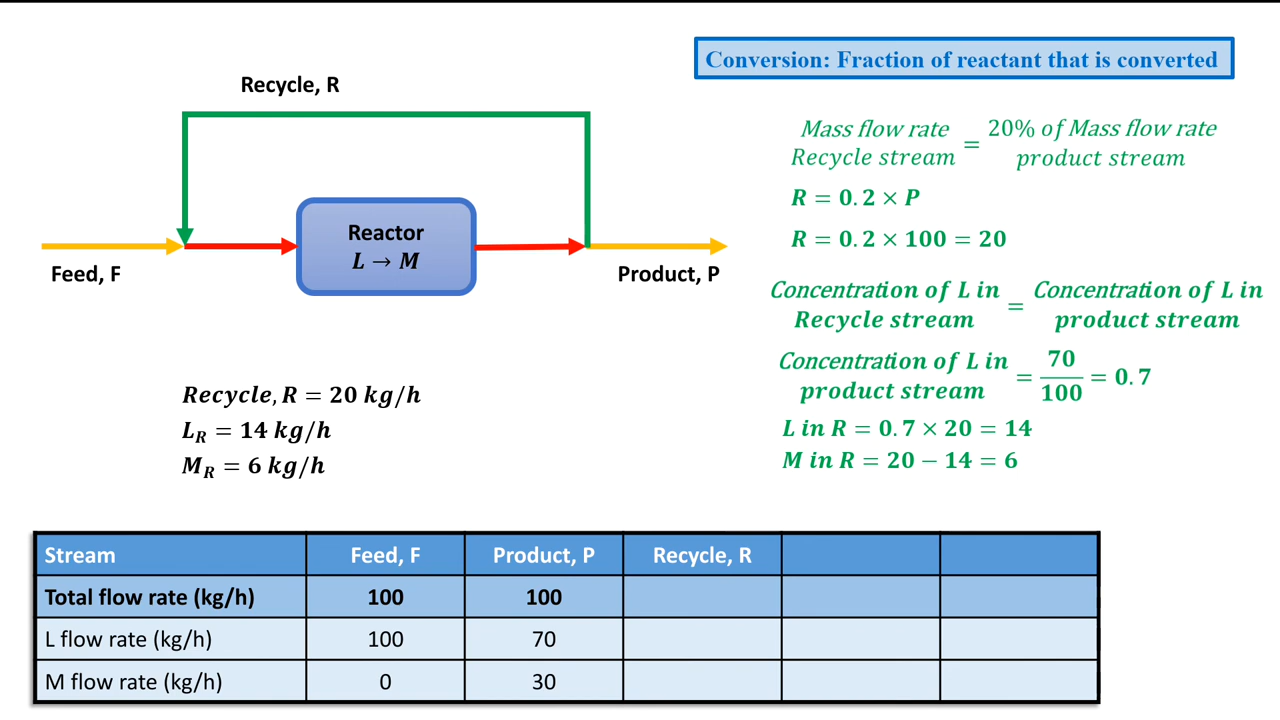 Conversion: Fraction of reactant that is converted
Recycle, R
Reactor
L → M
Feed, F
Product, P
Mass flow rate
Recycle stream = 20% of Mass flow rate
product stream
R = 0.2 × P
R = 0.2 × 100 = 20
Concentration of L in
Recycle stream = Concentration of L in
product stream
Concentration of L in
product stream = 70/100 = 0.7
L in R = 0.7 × 20 = 14
M in R = 20 − 14 = 6
Recycle, R = 20 kg/h
L_R = 14 kg/h
M_R = 6 kg/h
Stream Feed, F Product, P Recycle, R
Total flow rate (kg/h) 100 100
L flow rate (kg/h) 100 70
M flow rate (kg/h) 0 30